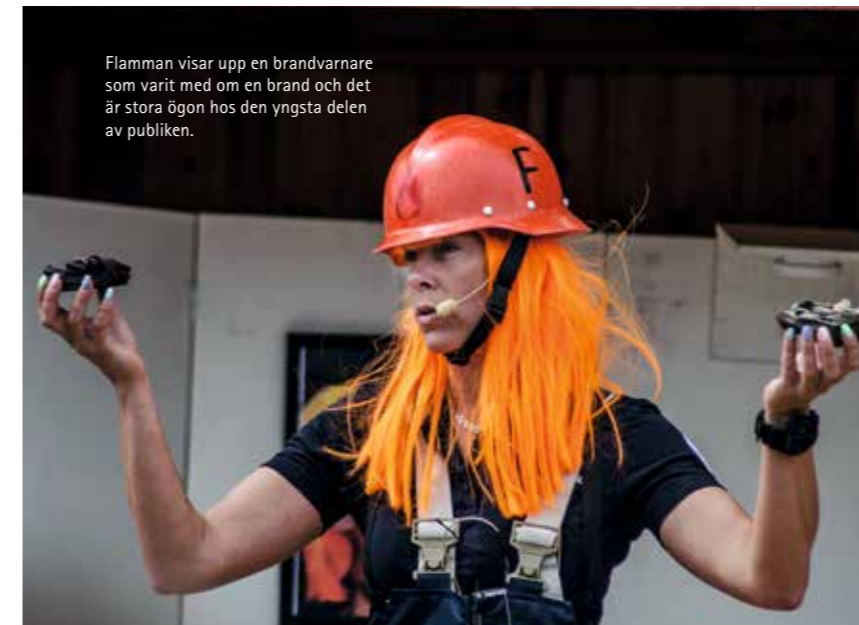 Flamman visar upp en brandvarnare
som varit med om en brand och det
är stora ögon hos den yngsta delen
av publiken.
F